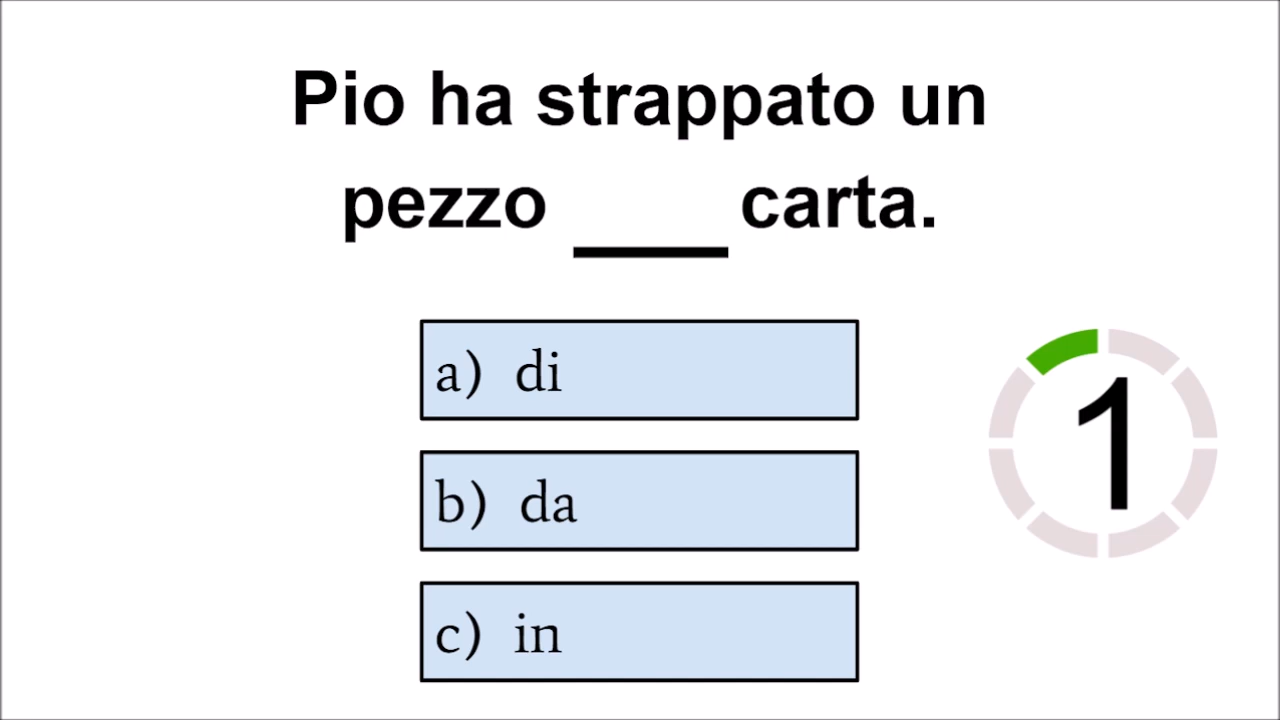 Pio ha strappato un
pezzo ____ carta.
a) di
b) da
c) in
1